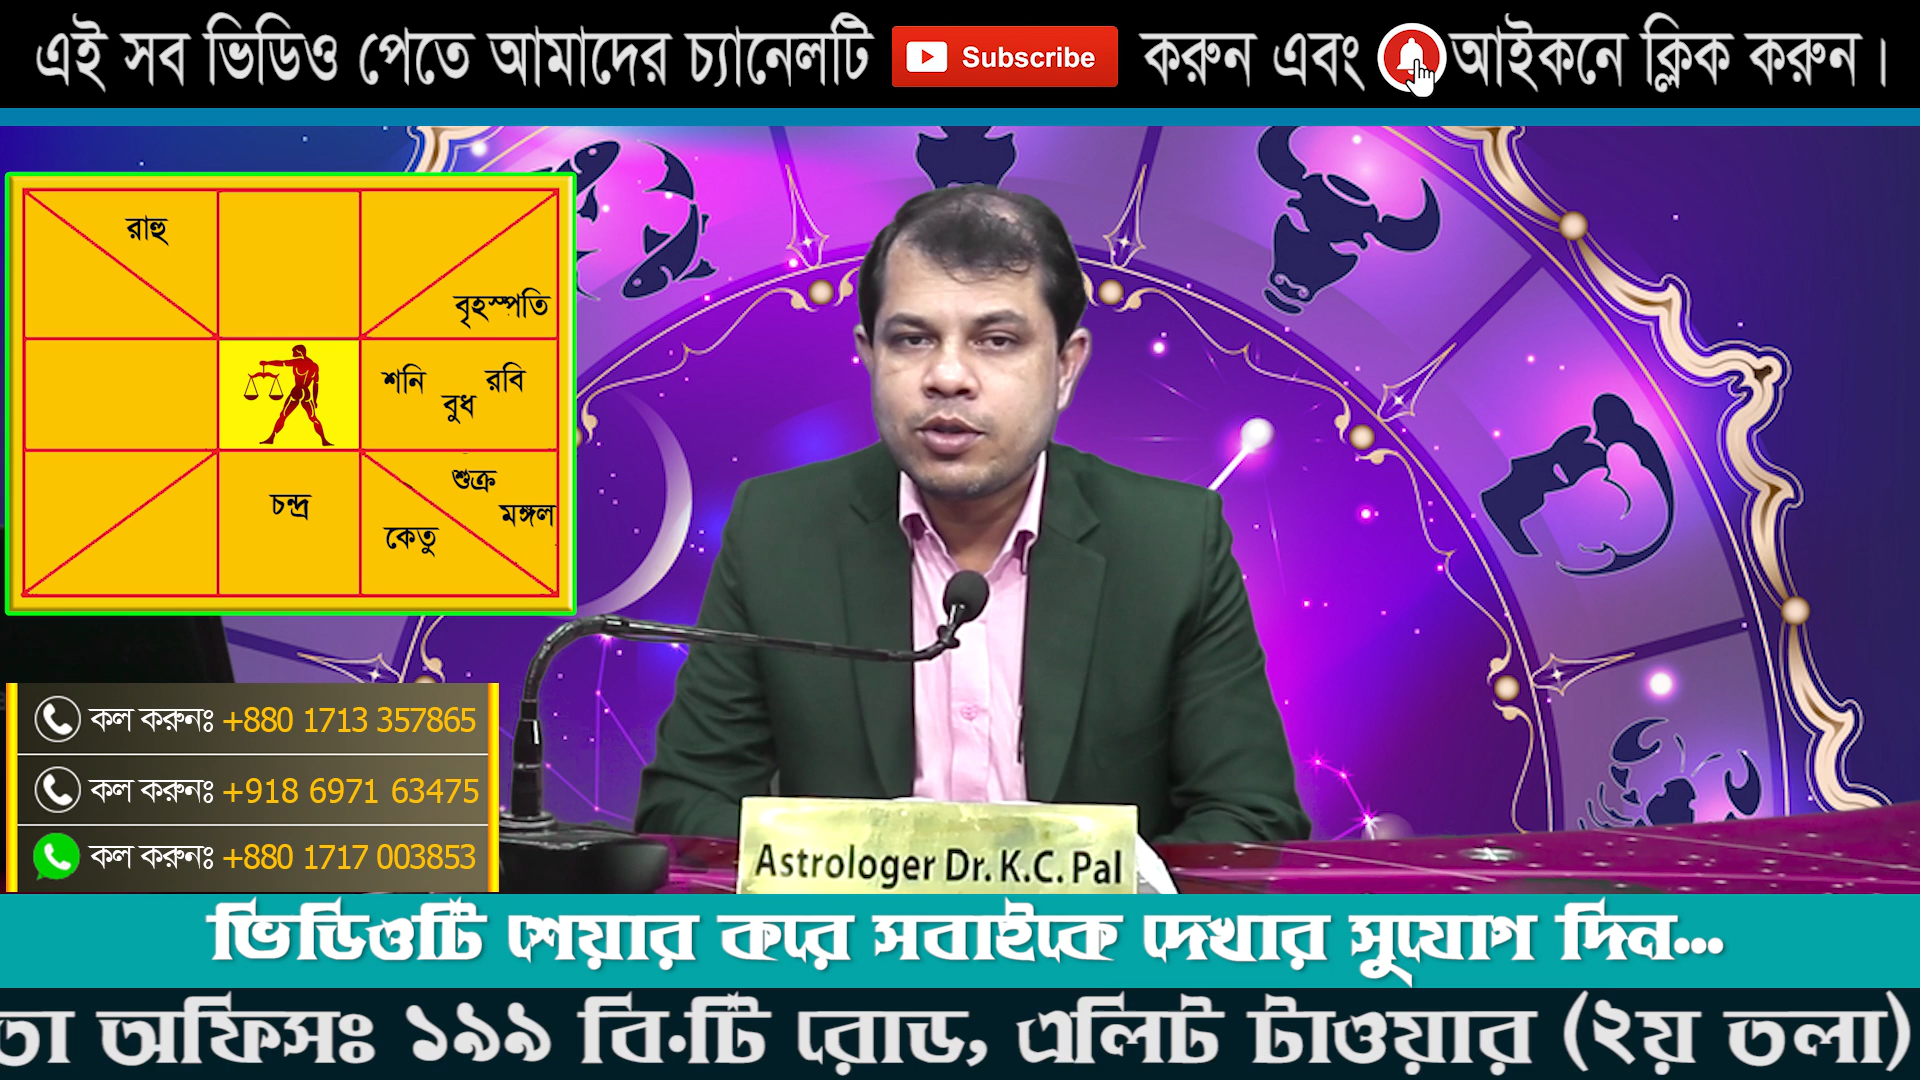 এই সব ভিডিও পেতে আমাদের চ্যানেলটি Subscribe করুন এবং আইকনে ক্লিক করুন।
রাহু
বৃহস্পতি
শনি রবি
বুধ
শুক্র
মঙ্গল
চন্দ্র
কেতু
কল করুনঃ +880 1713 357865
কল করুনঃ +918 6971 63475
কল করুনঃ +880 1717 003853
Astrologer Dr. K.C. Pal
ভিডিওটি শেয়ার করে সবাইকে দেখার সুযোগ দিন...
তা অফিসঃ ১৯৯ বি.টি রোড, এলিট টাওয়ার (২য় তলা)